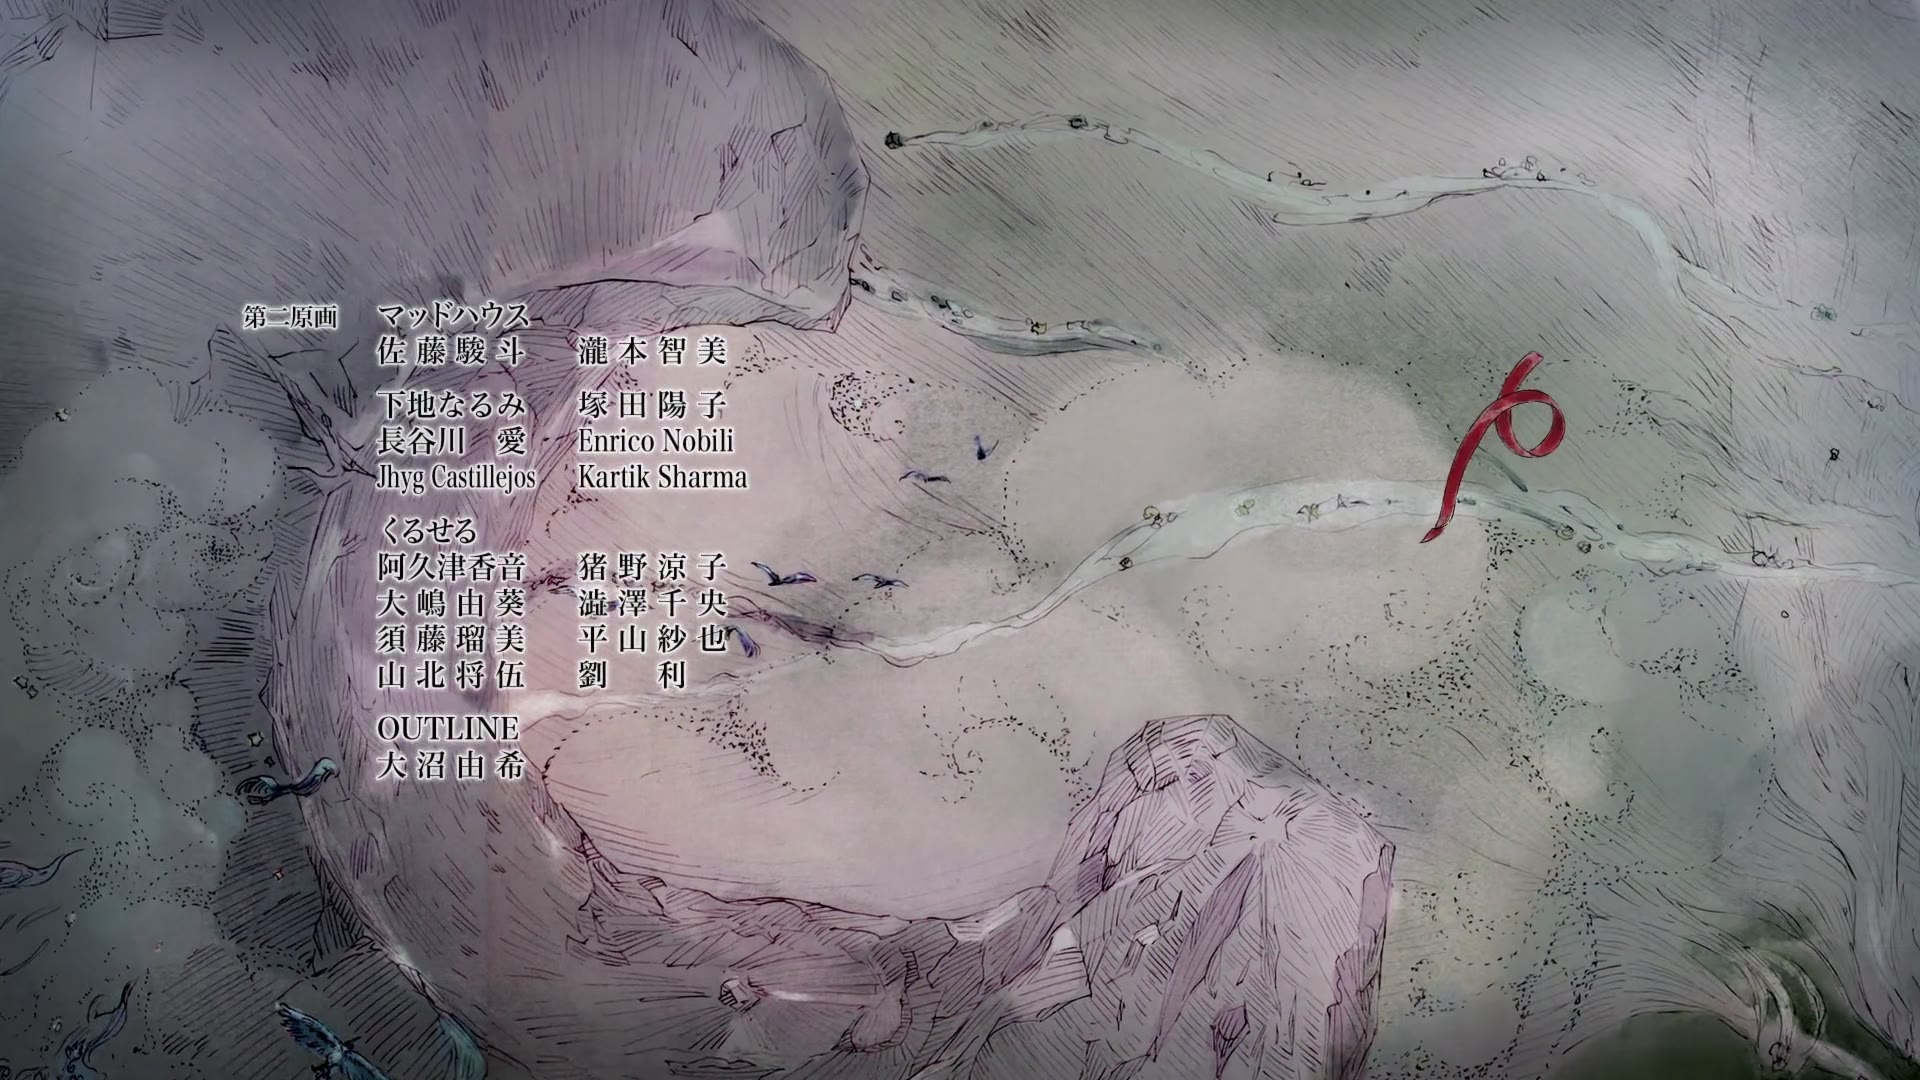 第二原画 マッドハウス
佐藤駿斗 瀧本智美
下地なるみ 塚田陽子
長谷川 愛 Enrico Nobili
Jhyg Castillejos Kartik Sharma
くるせる
阿久津香音 猪野涼子
大嶋由葵 澁澤千央
須藤瑠美 平山紗也
山北将伍 劉 利
OUTLINE
大沼由希